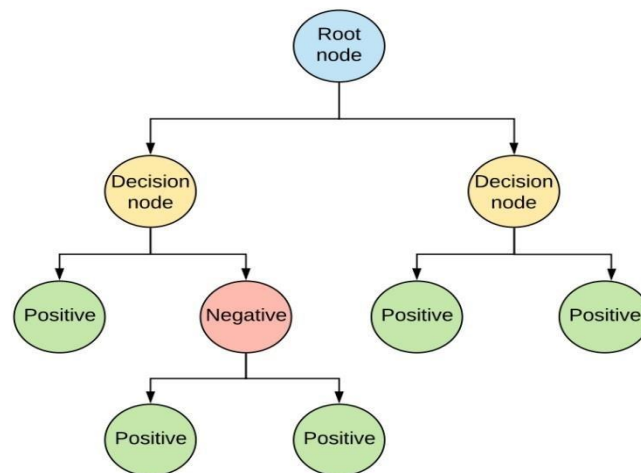 Root
node
Decision
node
Decision
node
Positive
Negative
Positive
Positive
Positive
Positive